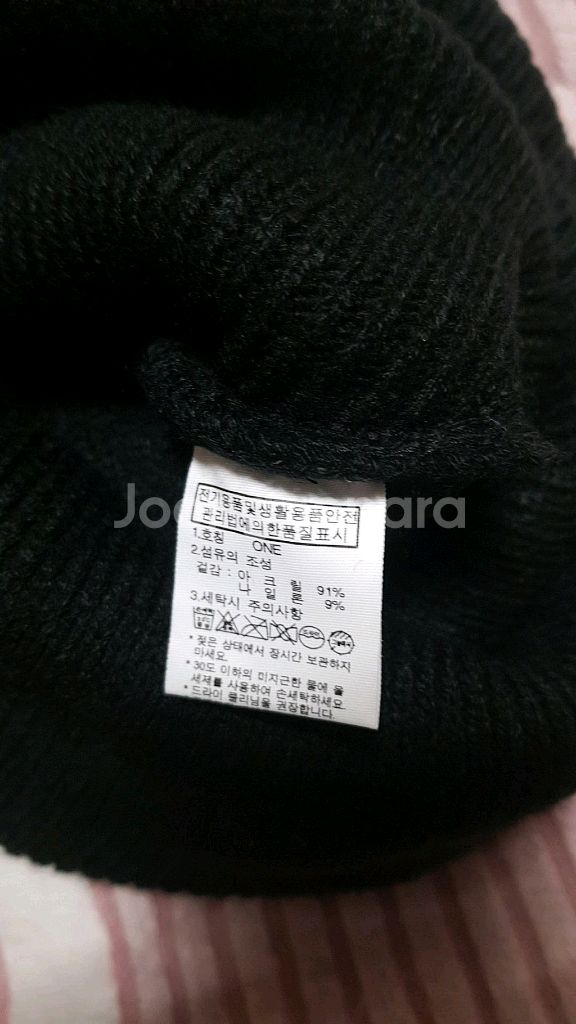 전기용품및생활용품안전
관리법에의한품질표시
1.호칭 ONE
2.섬유의 조성
겉감 : 아 크 릴 91%
나 일 론 9%
3.세탁시 주의사항
* 젖은 상태에서 장시간 보관하지
마세요.
* 30도 이하의 미지근한 물에 울
세제를 사용하여 손세탁하세요
* 드라이 클리닝을 권장합니다.